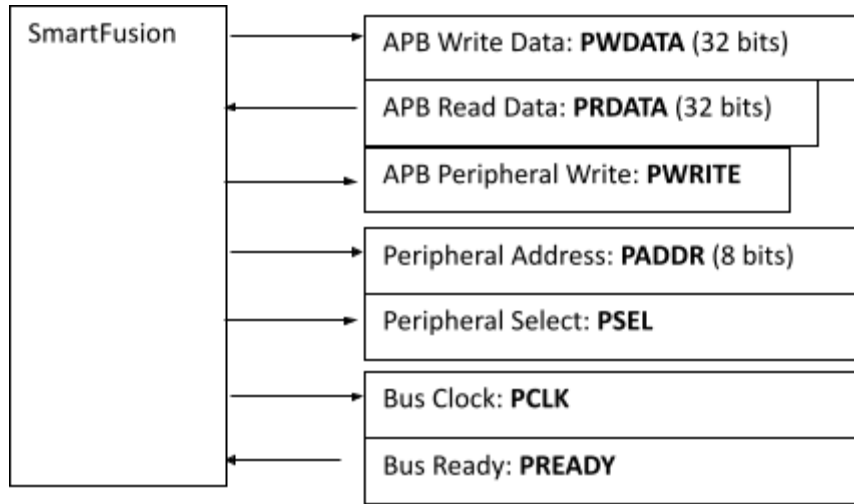 SmartFusion
APB Write Data: PWDATA (32 bits)
APB Read Data: PRDATA (32 bits)
APB Peripheral Write: PWRITE
Peripheral Address: PADDR (8 bits)
Peripheral Select: PSEL
Bus Clock: PCLK
Bus Ready: PREADY